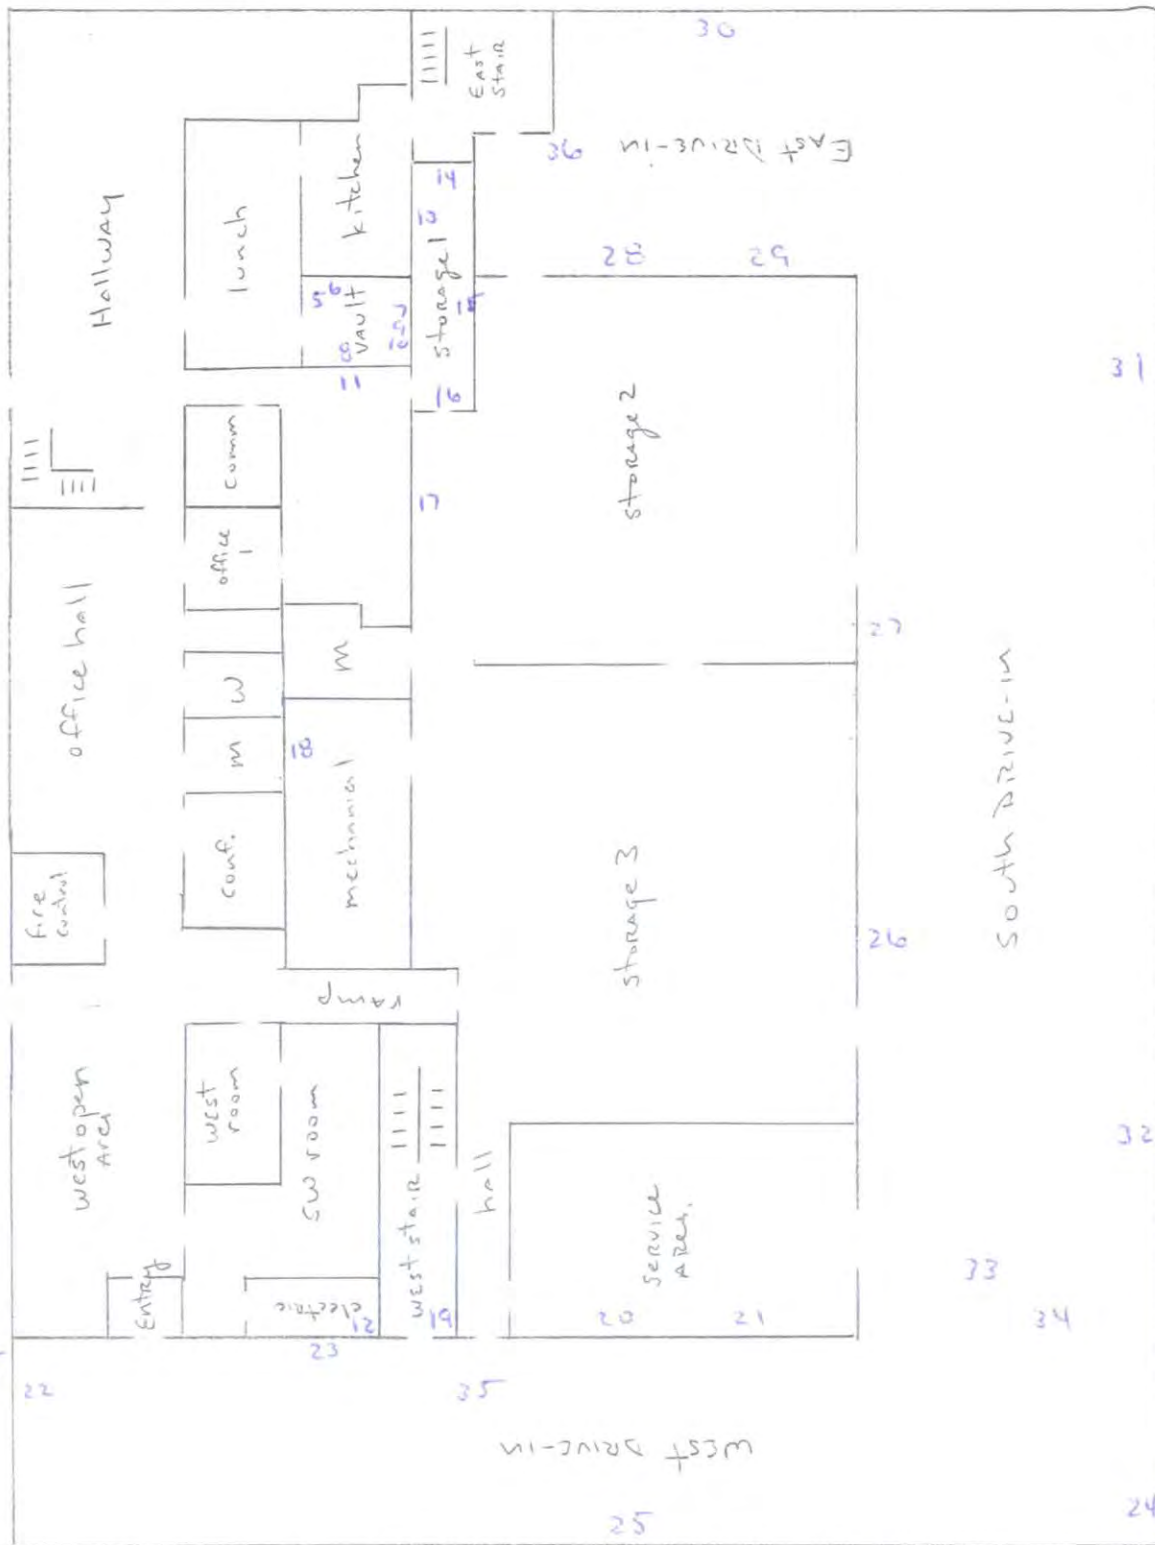 30
East
Stair
36
East Drive-in
Hallway
lunch
kitchen
14
13
storage 1
15
5
6
vault
8
11
16
28
29
31
storage 2
comm
office
1
17
office hall
W
M
M
18
27
South Drive-in
fire
control
conf.
mechanical
storage 3
26
ramp
west open
Area
west
room
SW room
west stair
hall
32
Entry
electric
12
19
Service
Area.
20
21
33
34
22
23
35
West Drive-in
25
24